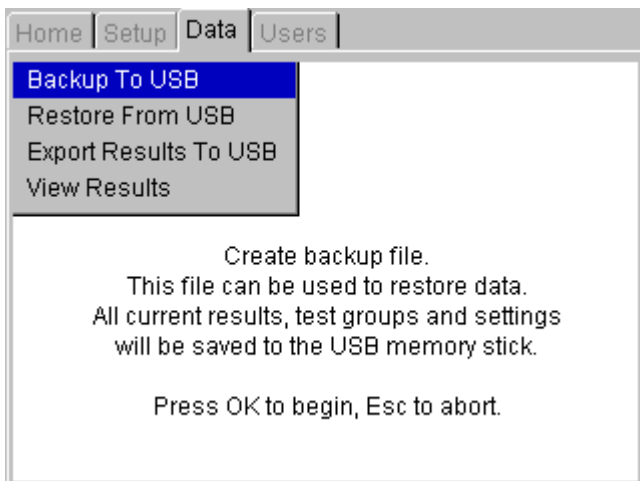 Home Setup Data Users
Backup To USB
Restore From USB
Export Results To USB
View Results
Create backup file.
This file can be used to restore data.
All current results, test groups and settings
will be saved to the USB memory stick.
Press OK to begin, Esc to abort.